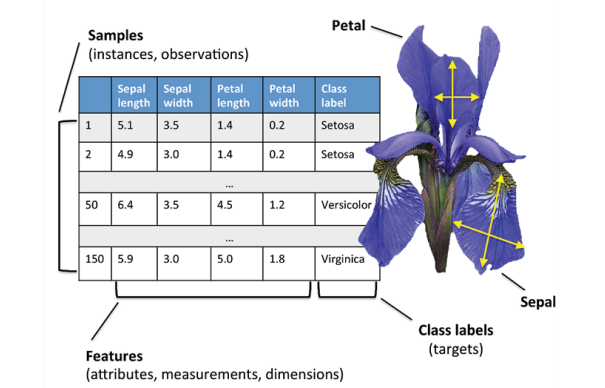 Samples
(instances, observations)
Petal
Sepal length Sepal width Petal length Petal width Class label
1 5.1 3.5 1.4 0.2 Setosa
2 4.9 3.0 1.4 0.2 Setosa
...
50 6.4 3.5 4.5 1.2 Versicolor
...
150 5.9 3.0 5.0 1.8 Virginica
Sepal
Class labels
(targets)
Features
(attributes, measurements, dimensions)